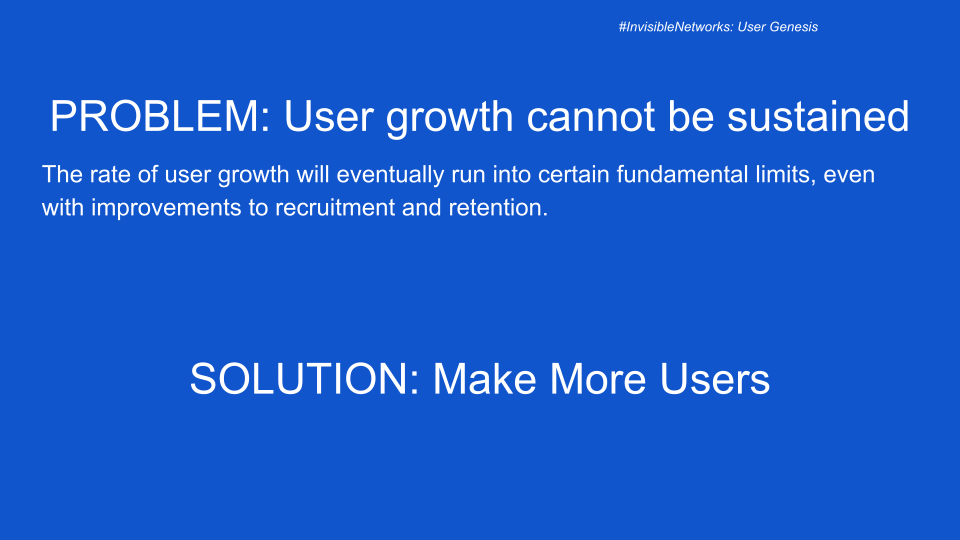 #InvisibleNetworks: User Genesis
PROBLEM: User growth cannot be sustained
The rate of user growth will eventually run into certain fundamental limits, even
with improvements to recruitment and retention.
SOLUTION: Make More Users